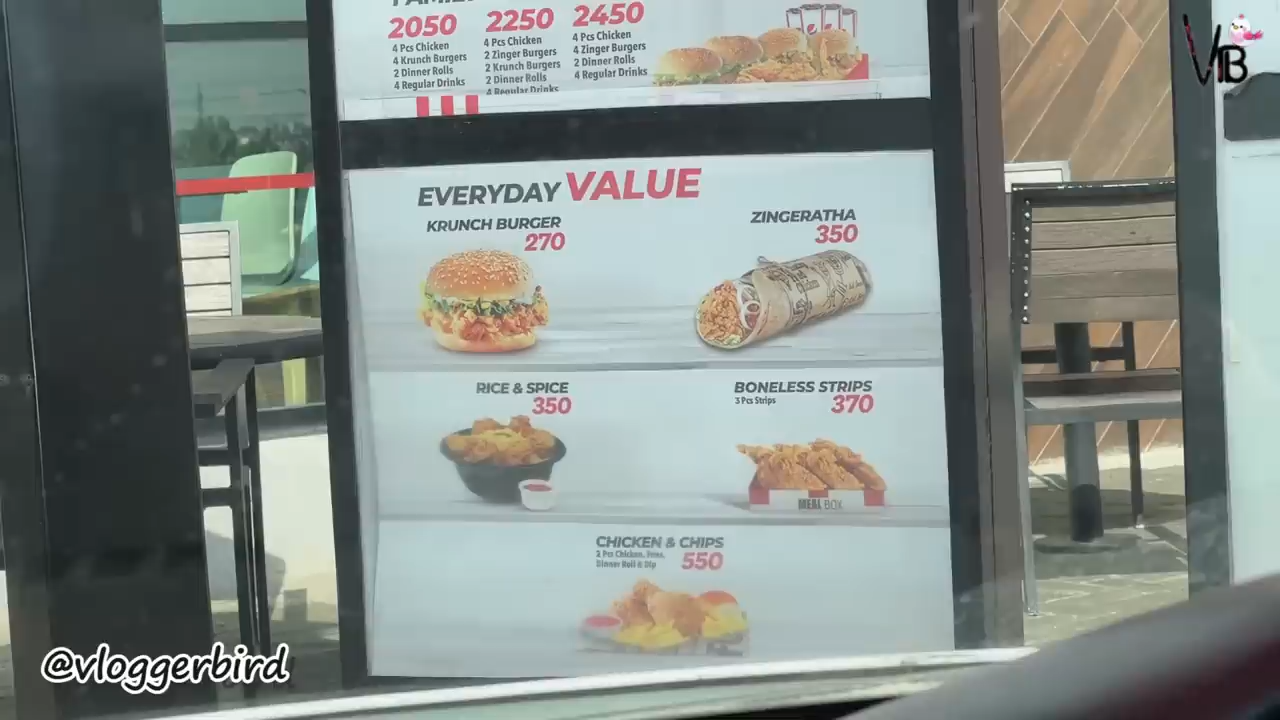 2050
2250
2450
4 Pcs Chicken
4 Krunch Burgers
2 Dinner Rolls
4 Regular Drinks
4 Pcs Chicken
2 Zinger Burgers
2 Krunch Burgers
2 Dinner Rolls
4 Regular Drinks
4 Pcs Chicken
4 Zinger Burgers
4 Regular Drinks
EVERYDAY VALUE
KRUNCH BURGER
270
ZINGERATHA
350
RICE & SPICE
350
BONELESS STRIPS
3 Pcs Strips
370
MEAL BOX
CHICKEN & CHIPS
2 Pcs Chicken, Fries,
Dinner Roll & Dip
550
@vloggerbird
VB